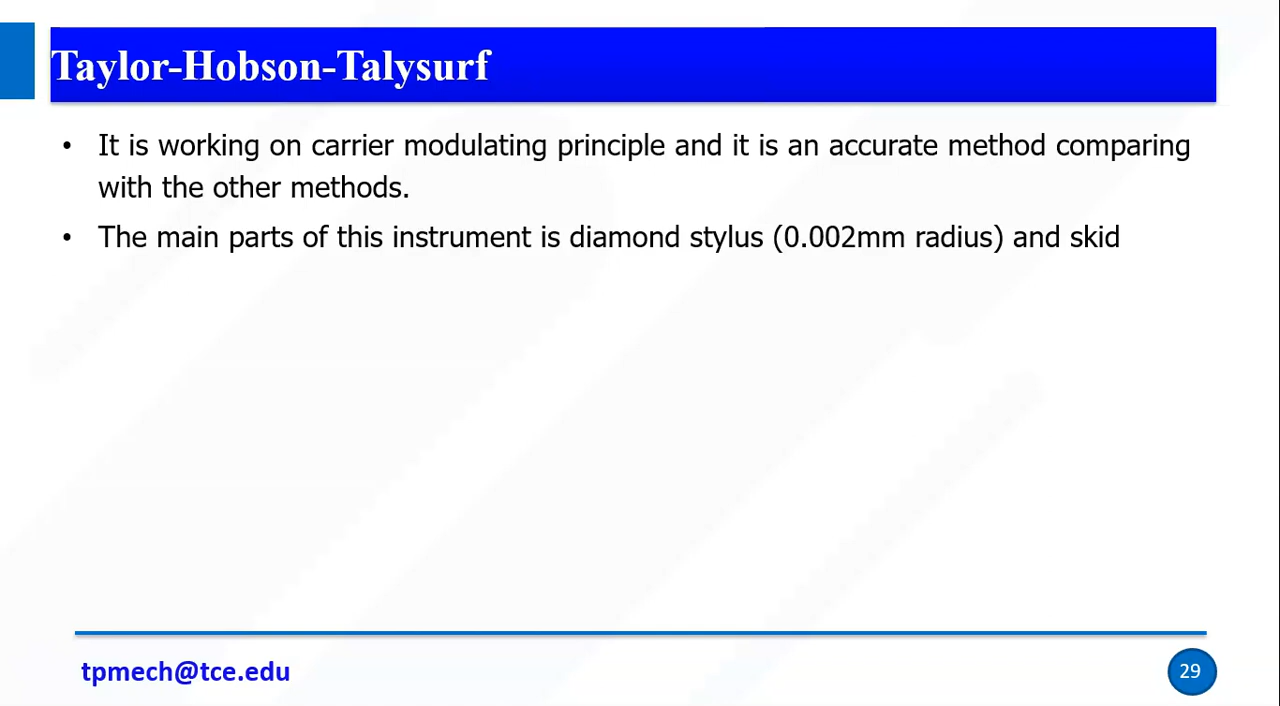 Taylor-Hobson-Talysurf
• It is working on carrier modulating principle and it is an accurate method comparing
with the other methods.
• The main parts of this instrument is diamond stylus (0.002mm radius) and skid
tpmech@tce.edu
29